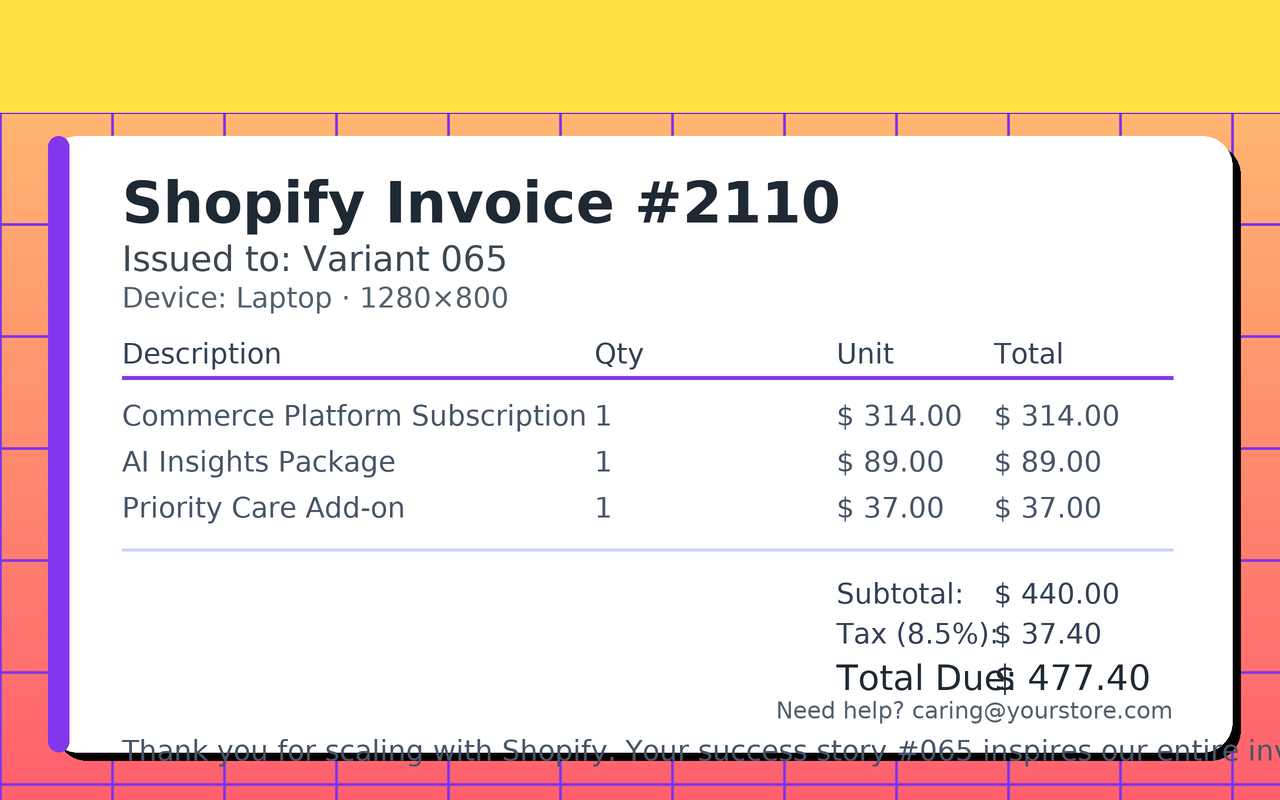 Shopify Invoice #2110
Issued to: Variant 065
Device: Laptop · 1280×800
Description Qty Unit Total
Commerce Platform Subscription 1 $ 314.00 $ 314.00
AI Insights Package 1 $ 89.00 $ 89.00
Priority Care Add-on 1 $ 37.00 $ 37.00
Subtotal: $ 440.00
Tax (8.5%): $ 37.40
Total Due: $ 477.40
Need help? caring@yourstore.com
Thank you for scaling with Shopify. Your success story #065 inspires our entire